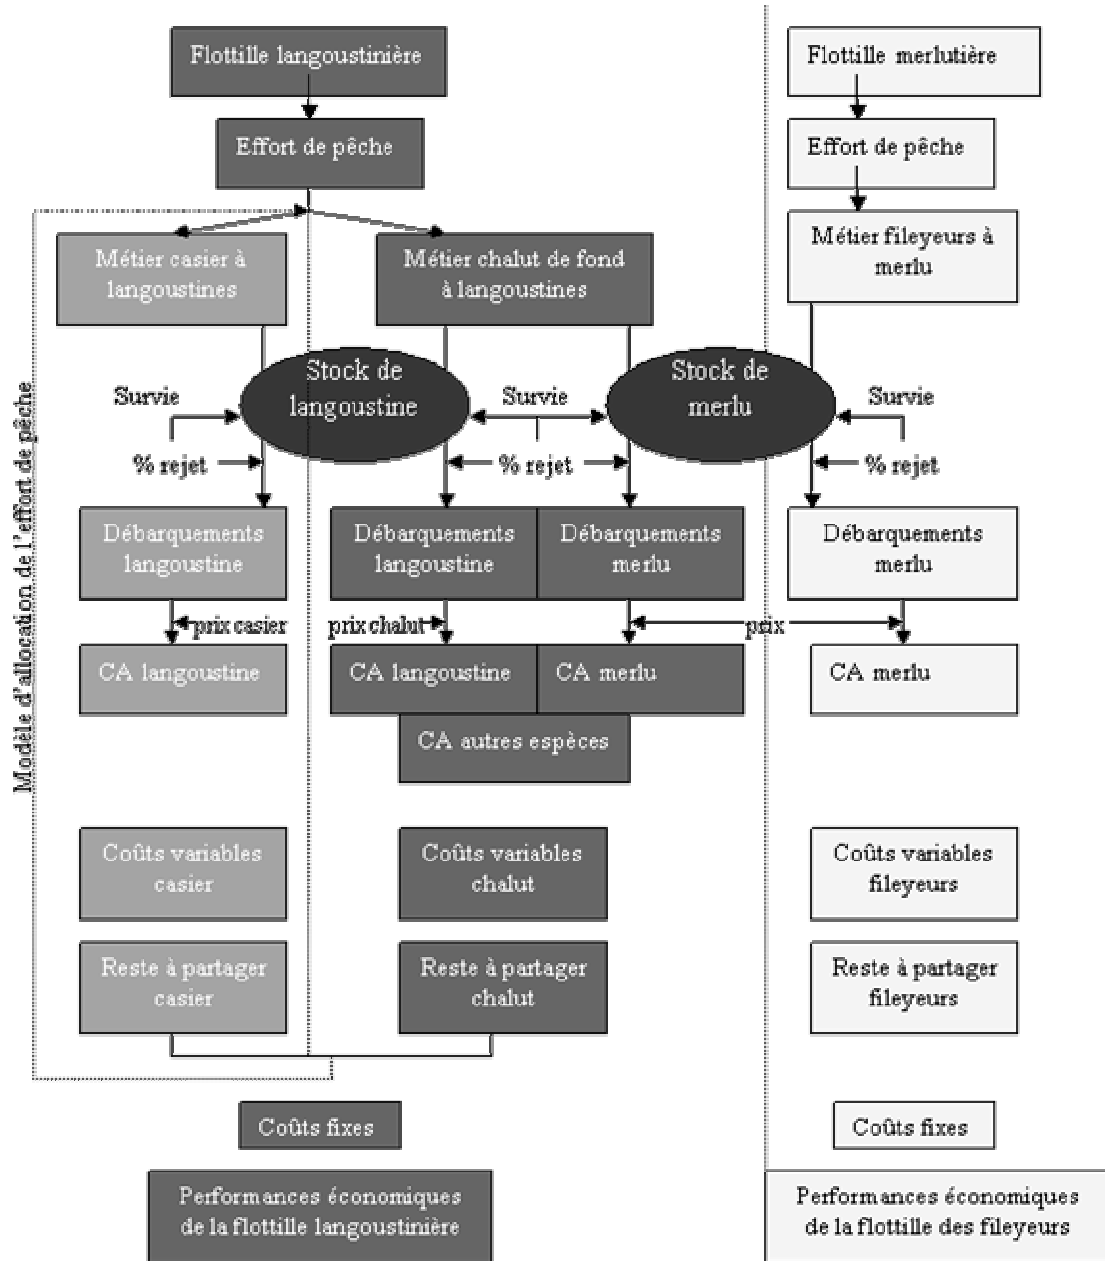 Flottille langoustinière
Flottille merlutière
Effort de pêche
Effort de pêche
Métier casier à
langoustines
Métier chalut de fond
à langoustines
Métier fileyeurs à
merlu
Stock de
langoustine
Stock de
merlu
Survie
Survie
Survie
% rejet
% rejet
% rejet
Modèle d'allocation de l'effort de pêche
Débarquements
langoustine
Débarquements
langoustine
Débarquements
merlu
Débarquements
merlu
prix casier
prix chalut
prix
CA langoustine
CA langoustine
CA merlu
CA merlu
CA autres espèces
Coûts variables
casier
Coûts variables
chalut
Coûts variables
fileyeurs
Reste à partager
casier
Reste à partager
chalut
Reste à partager
fileyeurs
Coûts fixes
Coûts fixes
Performances économiques
de la flottille langoustinière
Performances économiques
de la flottille des fileyeurs